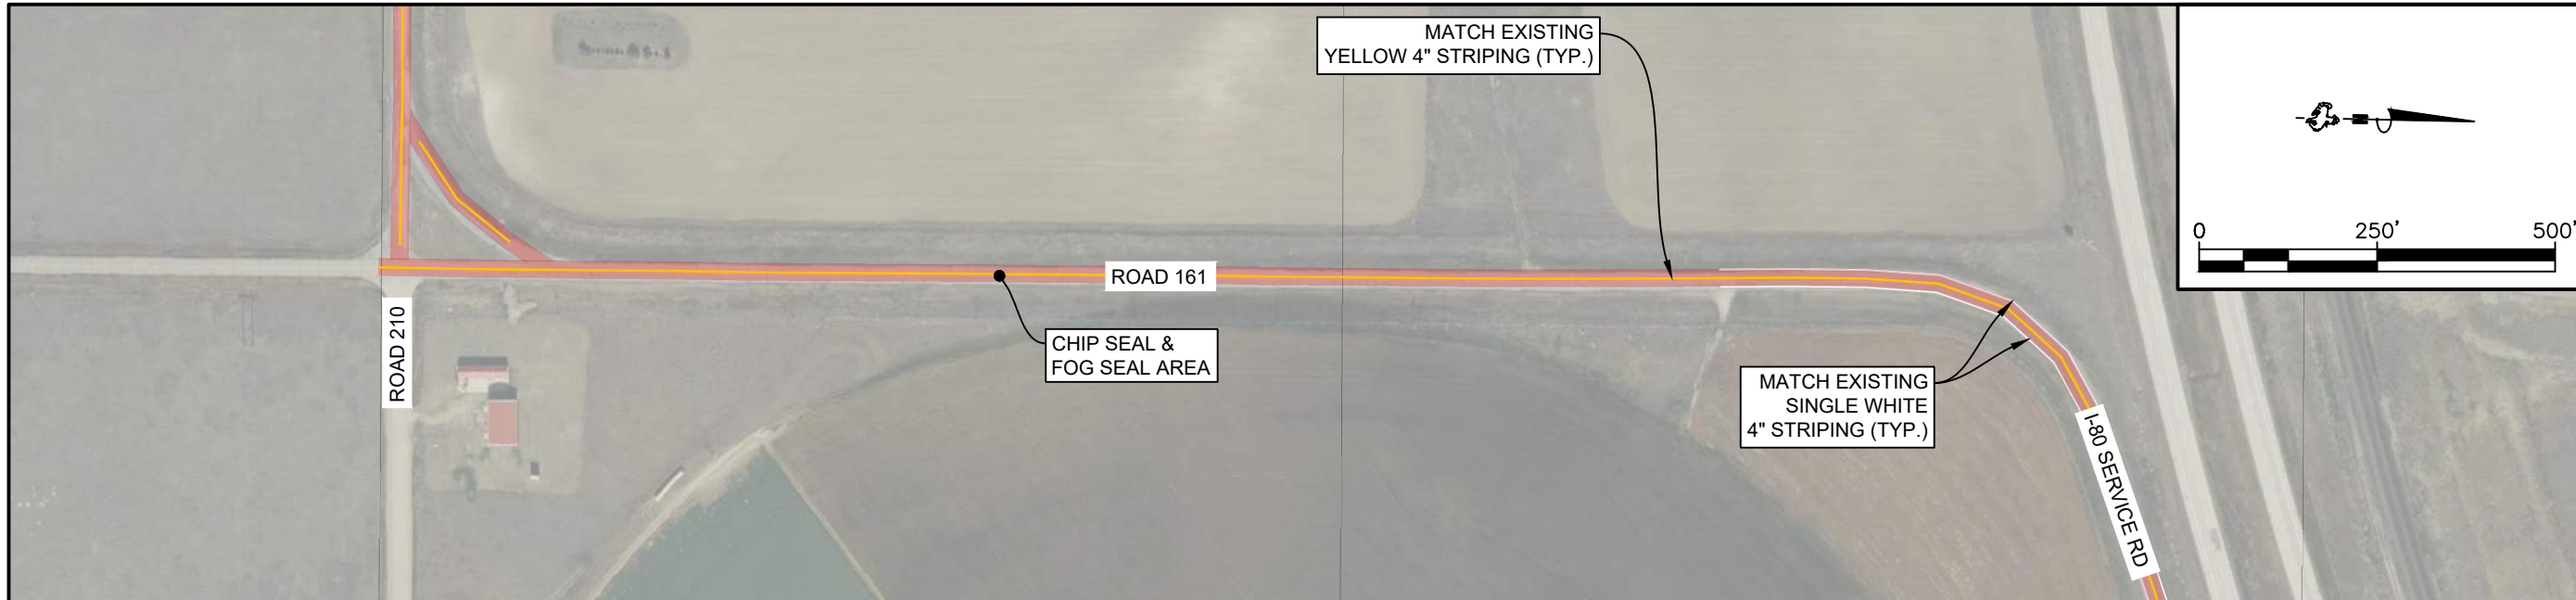 MATCH EXISTING
YELLOW 4" STRIPING (TYP.)
0
250'
500'
ROAD 161
ROAD 210
CHIP SEAL &
FOG SEAL AREA
MATCH EXISTING
SINGLE WHITE
4" STRIPING (TYP.)
I-80 SERVICE RD